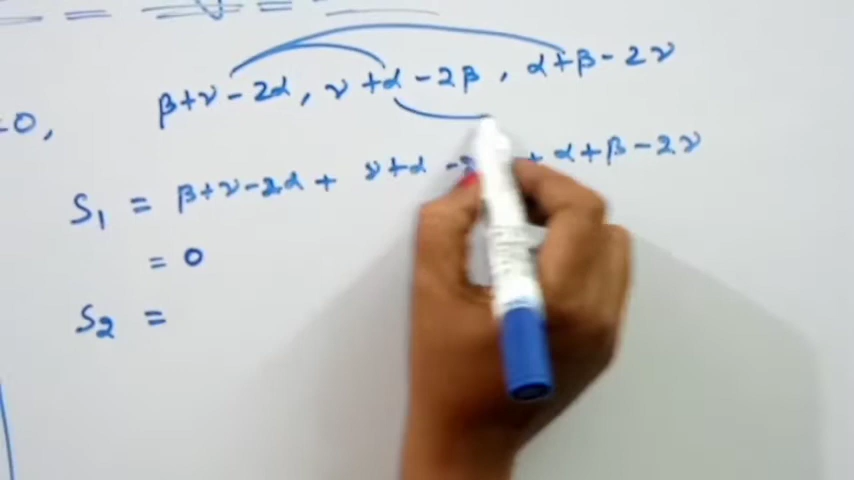 =0, β+γ-2α, γ+α-2β, α+β-2γ
S₁ = β+γ-2α + γ+α - + α+β-2γ
= 0
S₂ =